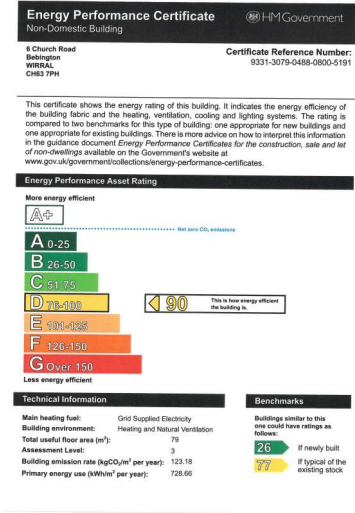 Energy Performance Certificate
Non-Domestic Building
HM Government
6 Church Road
Bebington
WIRRAL
CH63 7PH
Certificate Reference Number:
9331-3079-0488-0800-5191
This certificate shows the energy rating of this building. It indicates the energy efficiency of
the building fabric and the heating, ventilation, cooling and lighting systems. The rating is
compared to two benchmarks for this type of building: one appropriate for new buildings and
one appropriate for existing buildings. There is more advice on how to interpret this information
in the guidance document Energy Performance Certificates for the construction, sale and let
of non-dwellings available on the Government's website at
www.gov.uk/government/collections/energy-performance-certificates.
Energy Performance Asset Rating
More energy efficient
A+
Net zero CO₂ emissions
A 0-25
B 26-50
C 51-75
D 76-100
90
This is how energy efficient
the building is.
E 101-125
F 126-150
G Over 150
Less energy efficient
Technical Information
Main heating fuel: Grid Supplied Electricity
Building environment: Heating and Natural Ventilation
Total useful floor area (m²): 79
Assessment Level: 3
Building emission rate (kgCO₂/m² per year): 123.18
Primary energy use (kWh/m² per year): 728.66
Benchmarks
Buildings similar to this
one could have ratings as
follows:
26 If newly built
77 If typical of the
existing stock